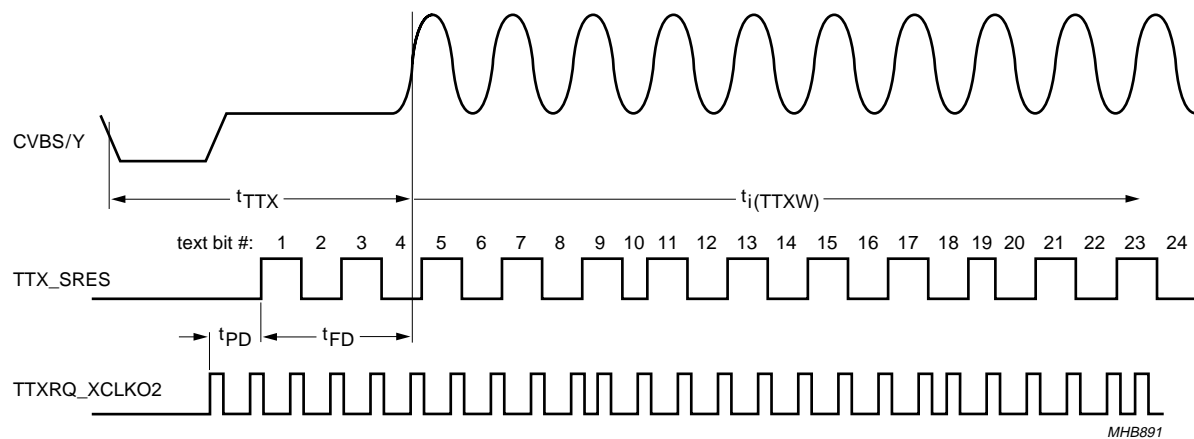 CVBS/Y
tTTX
ti(TTXW)
text bit #: 1 2 3 4 5 6 7 8 9 10 11 12 13 14 15 16 17 18 19 20 21 22 23 24
TTX_SRES
tPD
tFD
TTXRQ_XCLKO2
MHB891